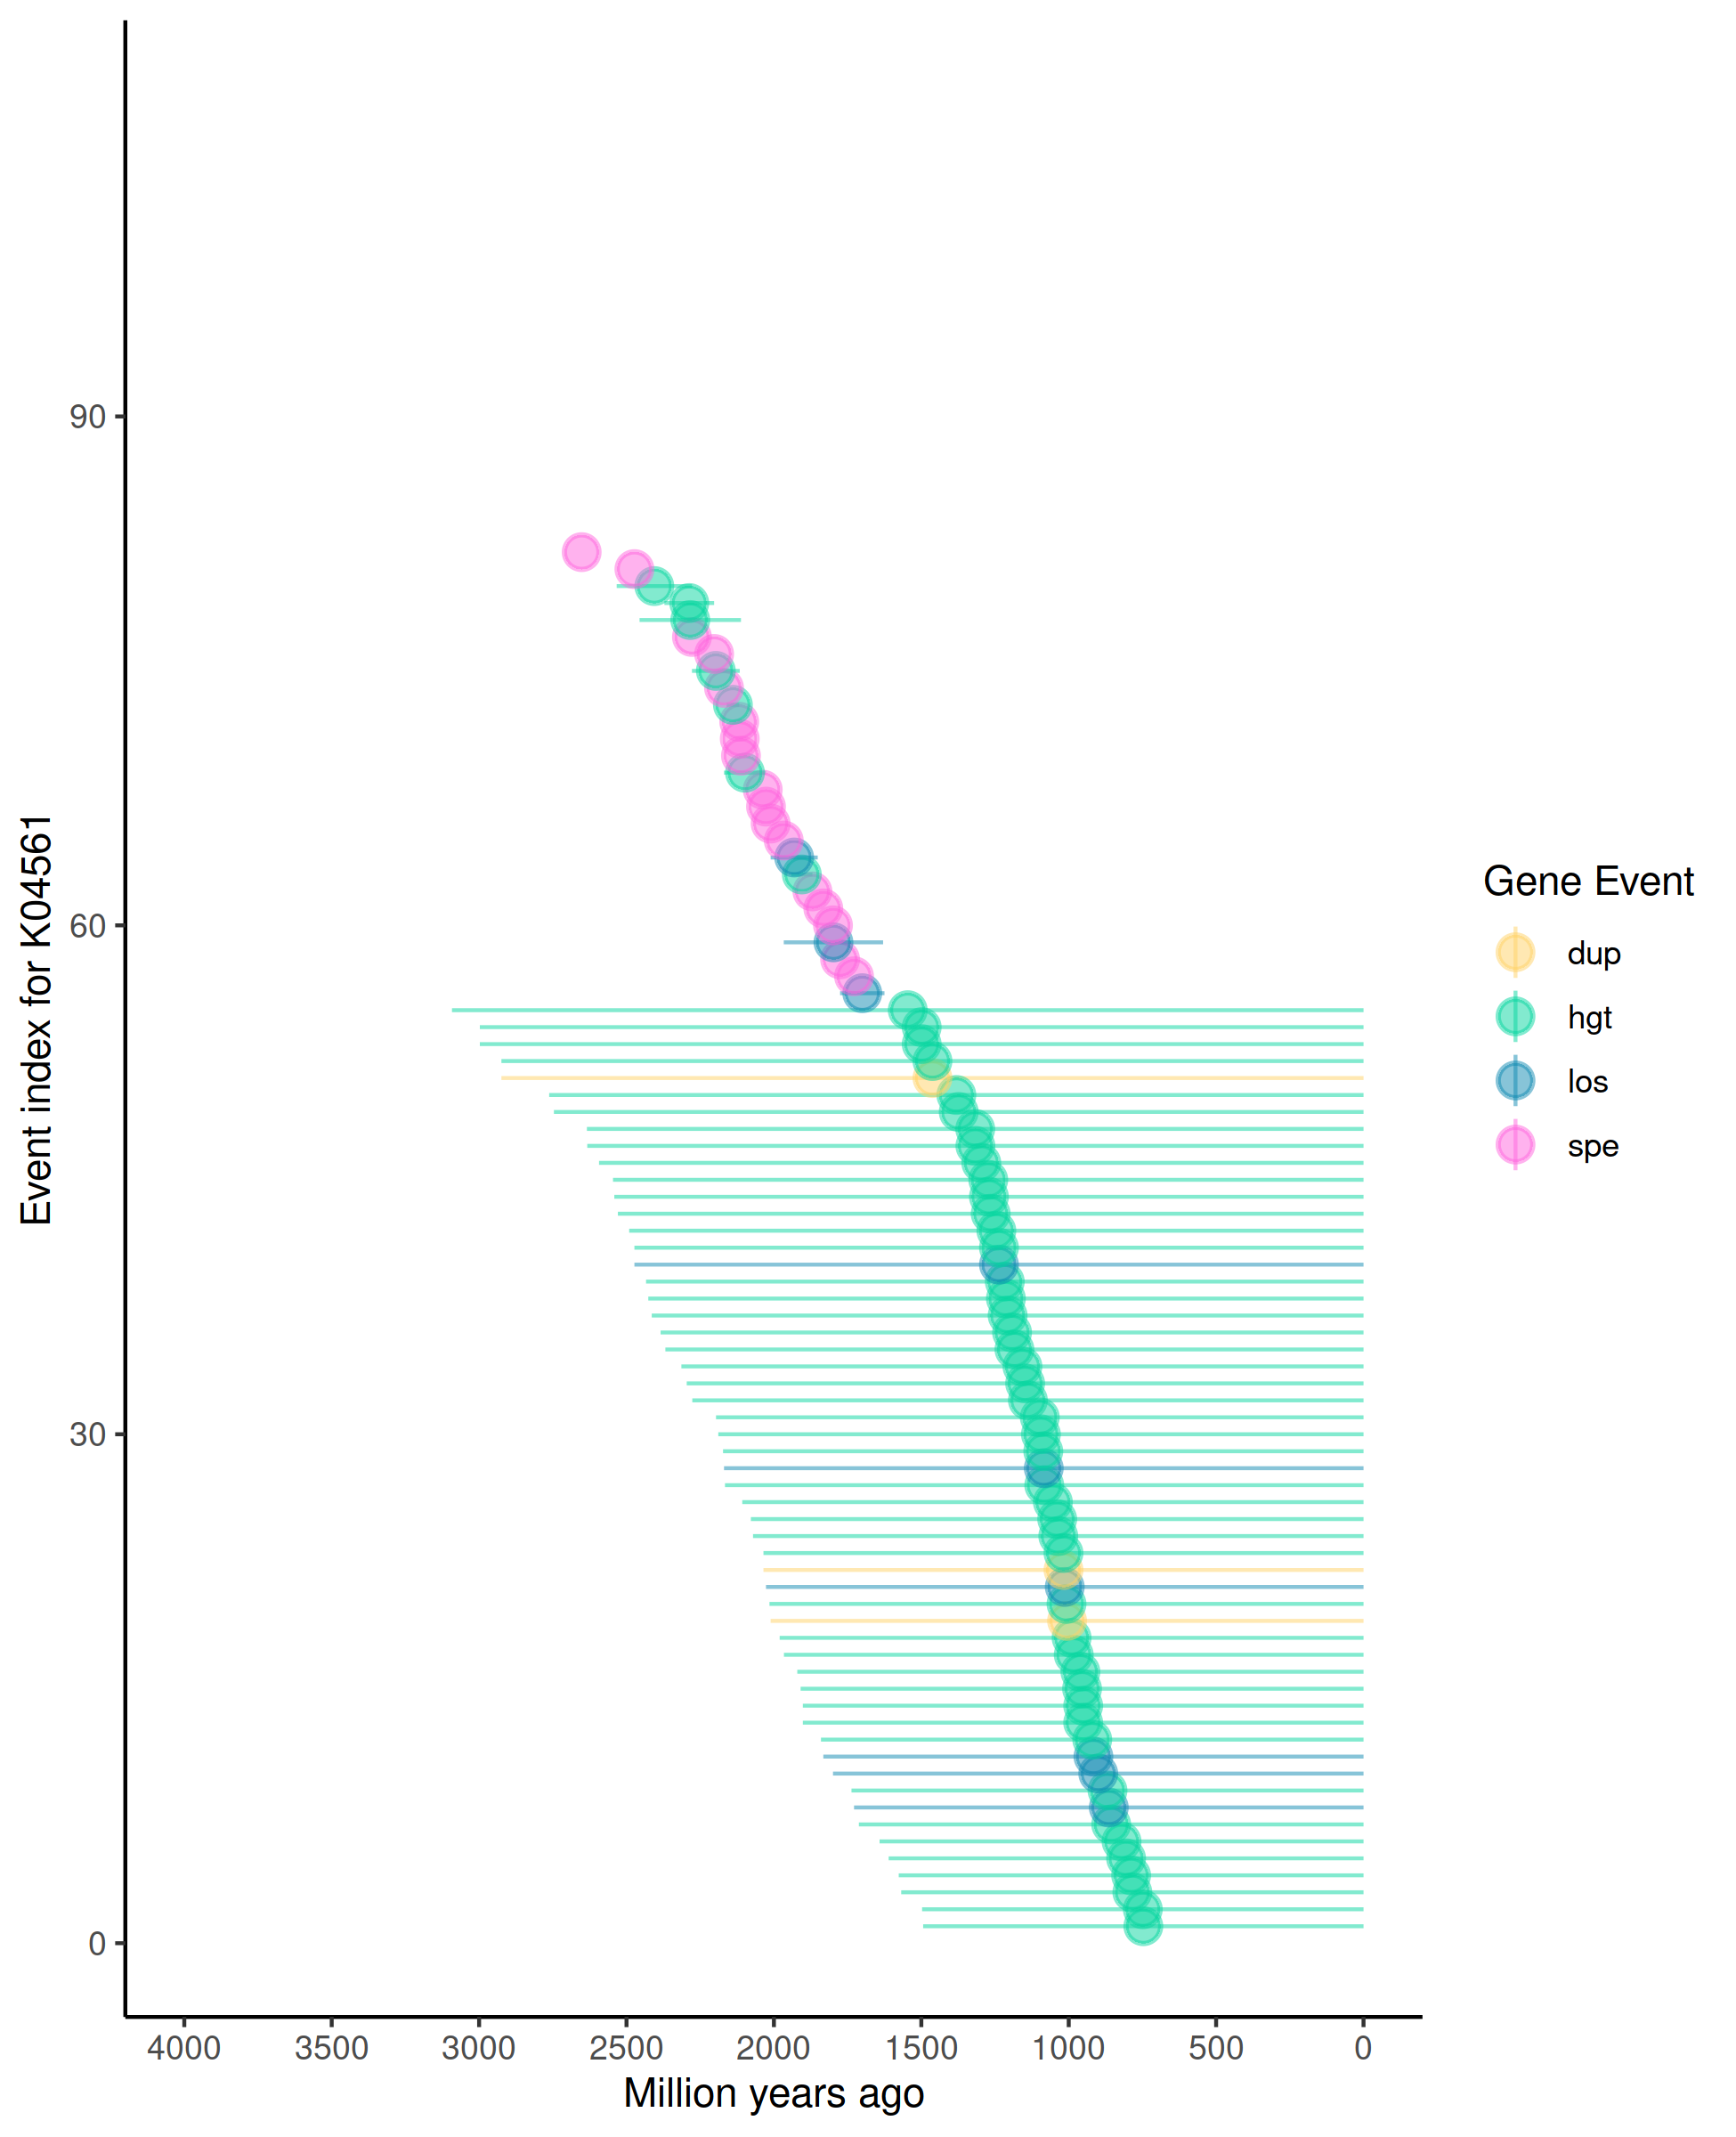 Event index for K04561
90
60
30
0
4000 3500 3000 2500 2000 1500 1000 500 0
Million years ago
Gene Event
dup
hgt
los
spe